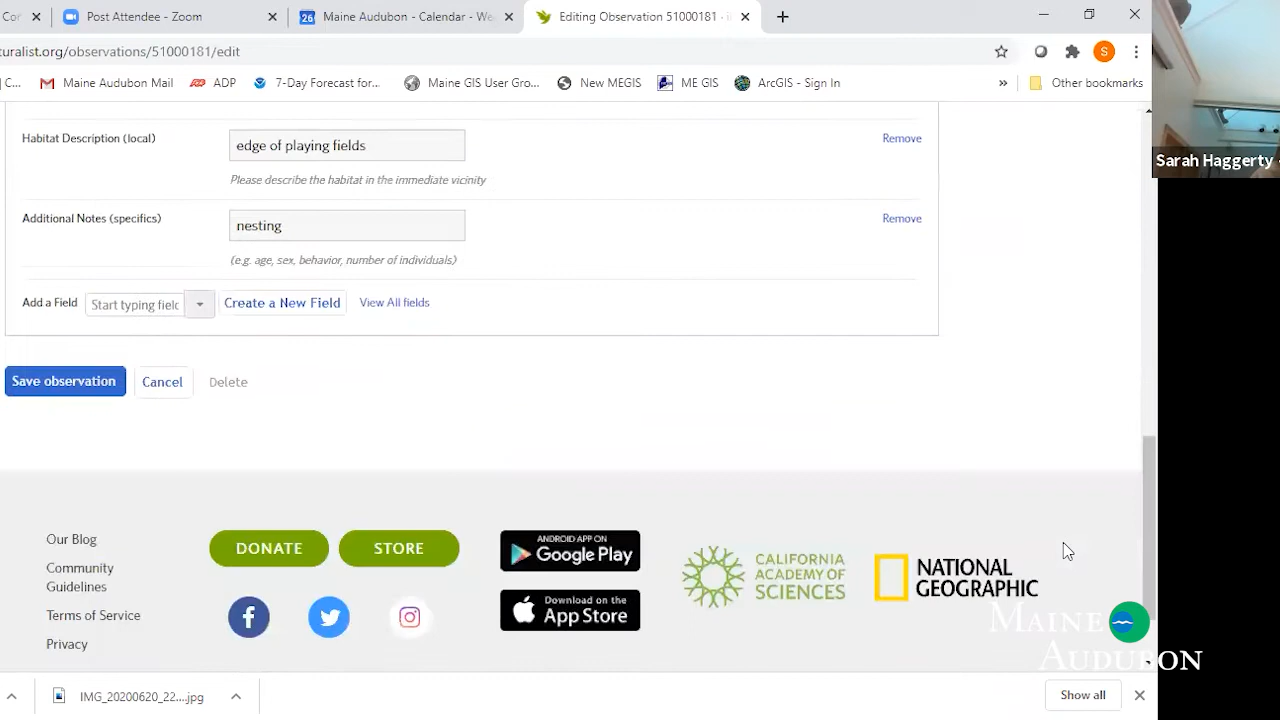 Cor
Post Attendee - Zoom
26 Maine Audubon - Calendar - We
Editing Observation 51000181 - i
uralist.org/observations/51000181/edit
S
C...
Maine Audubon Mail
ADP
7-Day Forecast for...
Maine GIS User Gro...
New MEGIS
ME GIS
ArcGIS - Sign In
»
Other bookmarks
Sarah Haggerty -
Habitat Description (local)
edge of playing fields
Remove
Please describe the habitat in the immediate vicinity
Additional Notes (specifics)
nesting
Remove
(e.g. age, sex, behavior, number of individuals)
Add a Field
Start typing field
Create a New Field
View All fields
Save observation
Cancel
Delete
Our Blog
Community
Guidelines
Terms of Service
Privacy
DONATE
STORE
ANDROID APP ON
Google Play
Download on the
App Store
CALIFORNIA
ACADEMY OF
SCIENCES
NATIONAL
GEOGRAPHIC
MAINE
AUDUBON
IMG_20200620_22....jpg
Show all